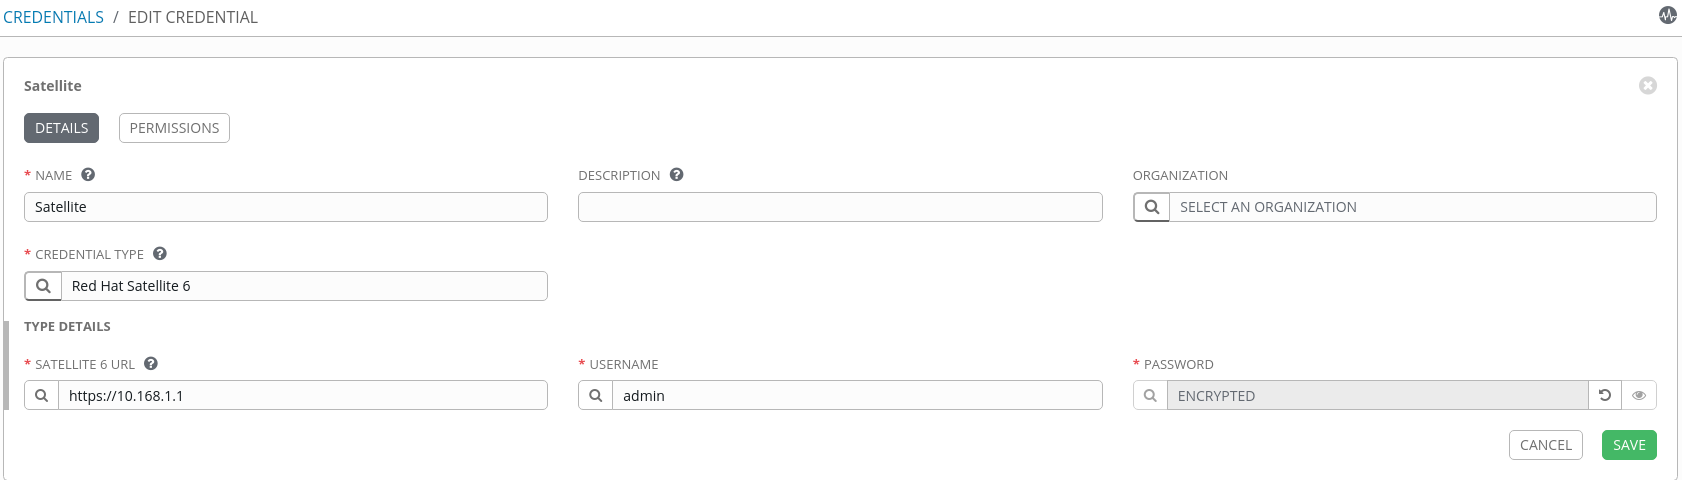 CREDENTIALS / EDIT CREDENTIAL
Satellite
DETAILS PERMISSIONS
* NAME ? DESCRIPTION ? ORGANIZATION
Satellite SELECT AN ORGANIZATION
* CREDENTIAL TYPE ?
Red Hat Satellite 6
TYPE DETAILS
* SATELLITE 6 URL ? * USERNAME * PASSWORD
https://10.168.1.1 admin ENCRYPTED
CANCEL SAVE